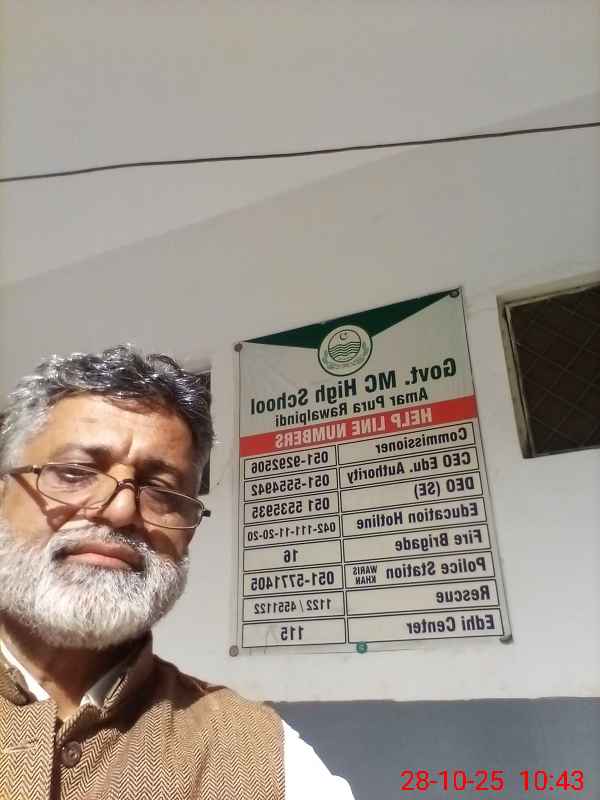 Govt. MC High School
Amar Pura Rawalpindi
HELP LINE NUMBERS
Commissioner 051-9292506
CEO Edu. Authority 051-5554942
DEO (SE) 051 5535935
Education Hotline 042-111-11-20-20
Fire Brigade 16
Police Station WARIS KHAN 051-5771405
Rescue 1122 / 4551122
Edhi Center 115
28-10-25 10:43